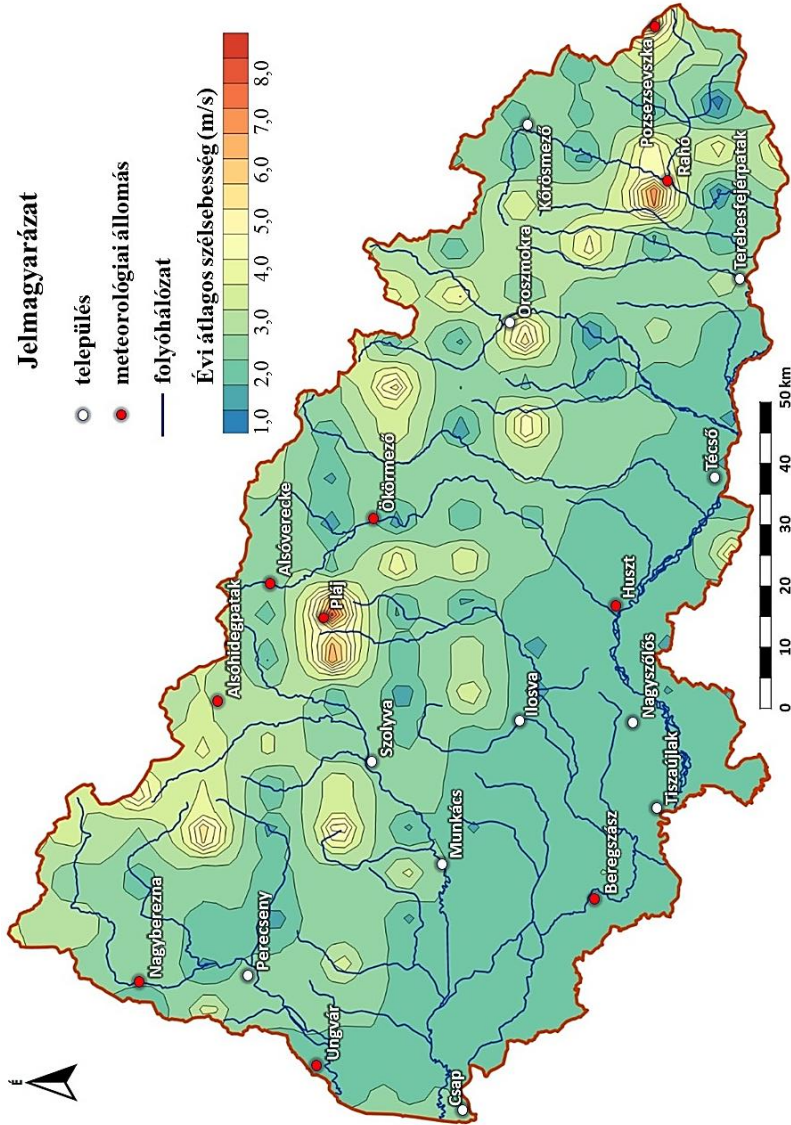 É
Jelmagyarázat
település
meteorológiai állomás
folyóhálózat
Évi átlagos szélsebesség (m/s)
1,0 2,0 3,0 4,0 5,0 6,0 7,0 8,0
Nagyberezna
Perecseny
Ungvár
Csap
Alsóhidegpatak
Alsóverecke
Pláj
Szolyva
Munkács
Ökörmező
Ilosva
Beregszász
Nagyszőlős
Tiszaújlak
Huszt
Técső
Oroszmokra
Kőrösmező
Pozsezsevszka
Rahó
Terebesfejérpatak
0 10 20 30 40 50 km